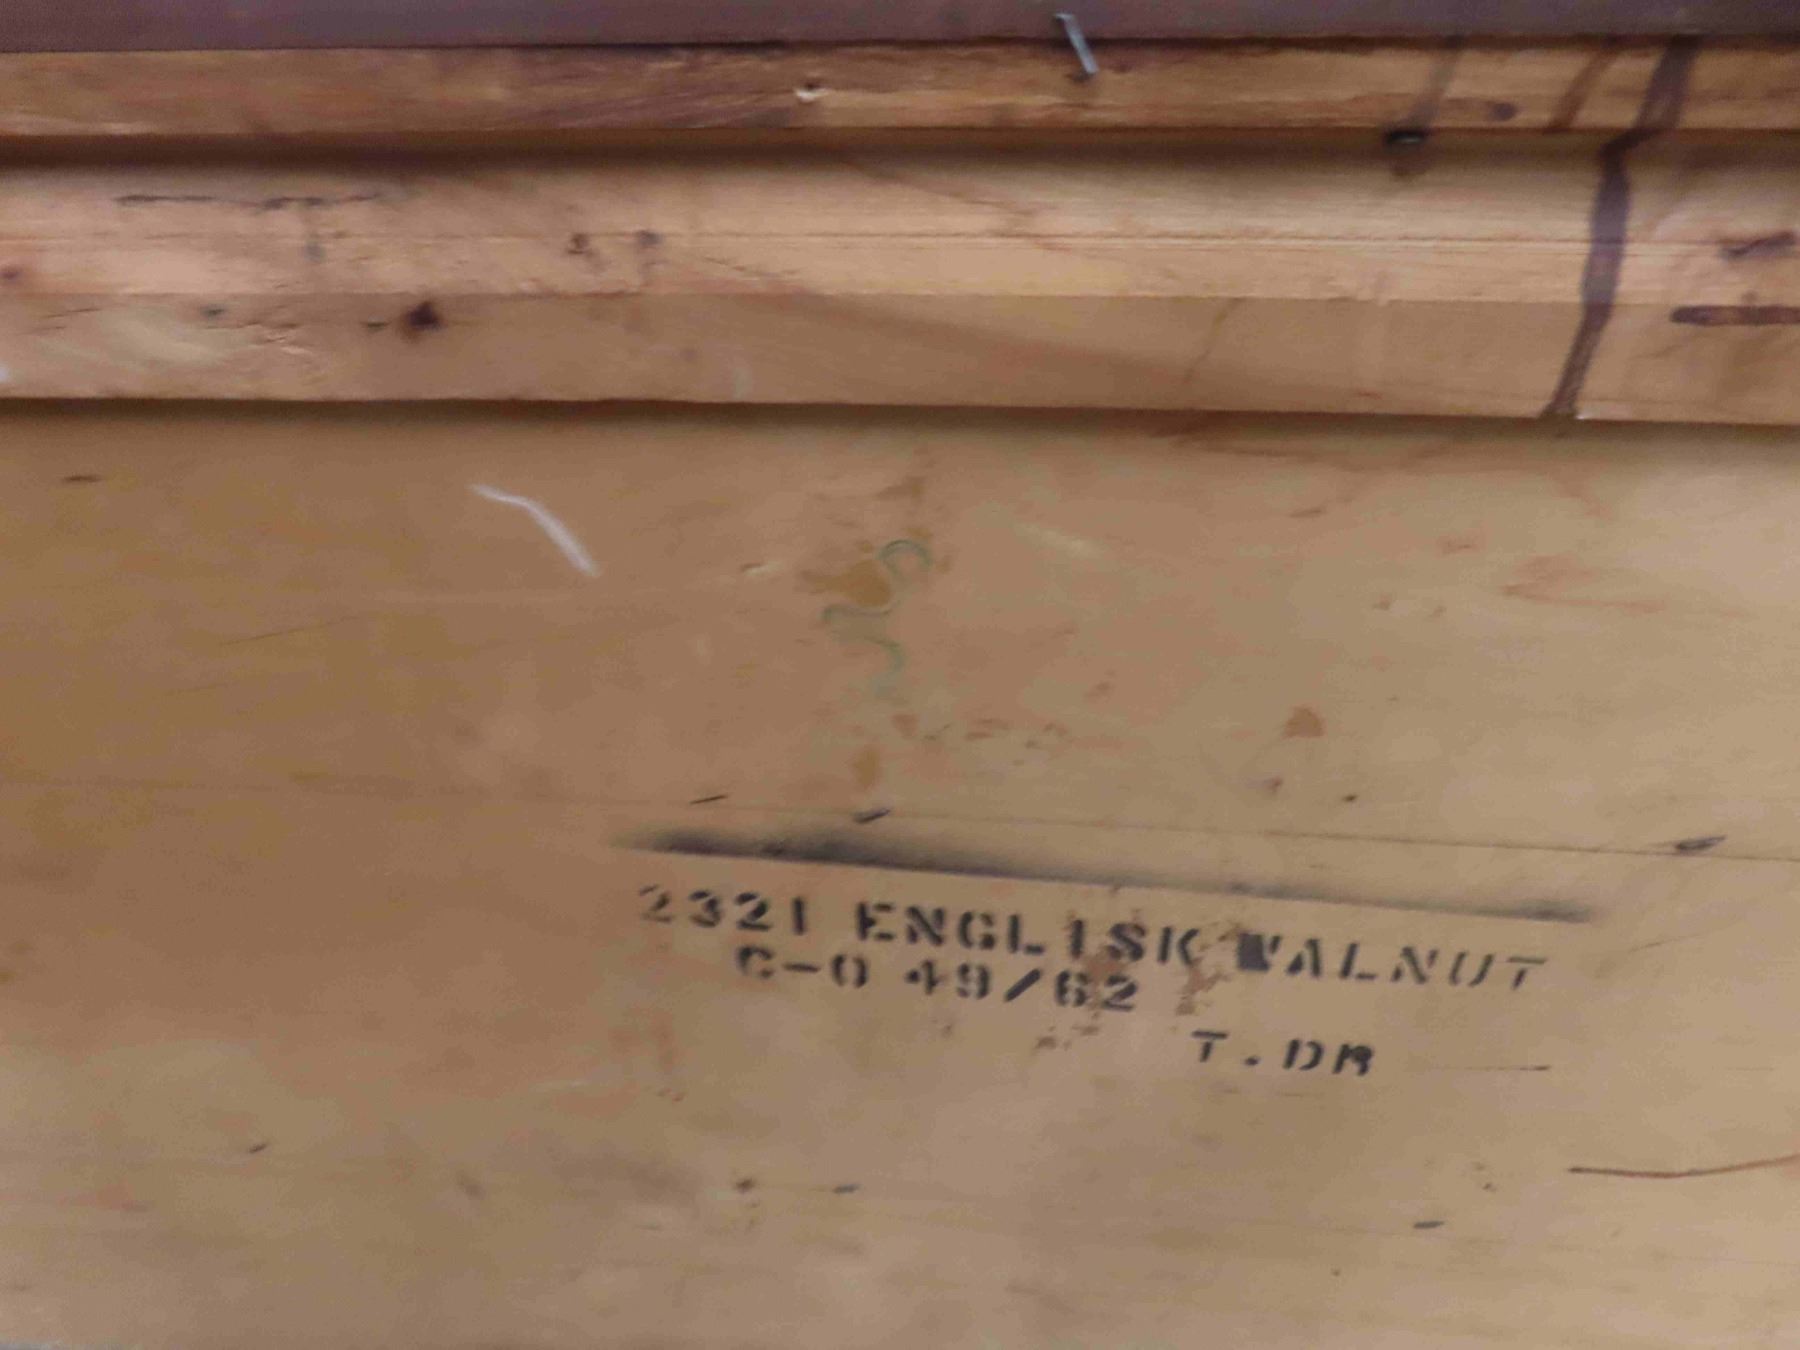 2321 ENGLISK WALNUT
C-0 49/62
T.DR